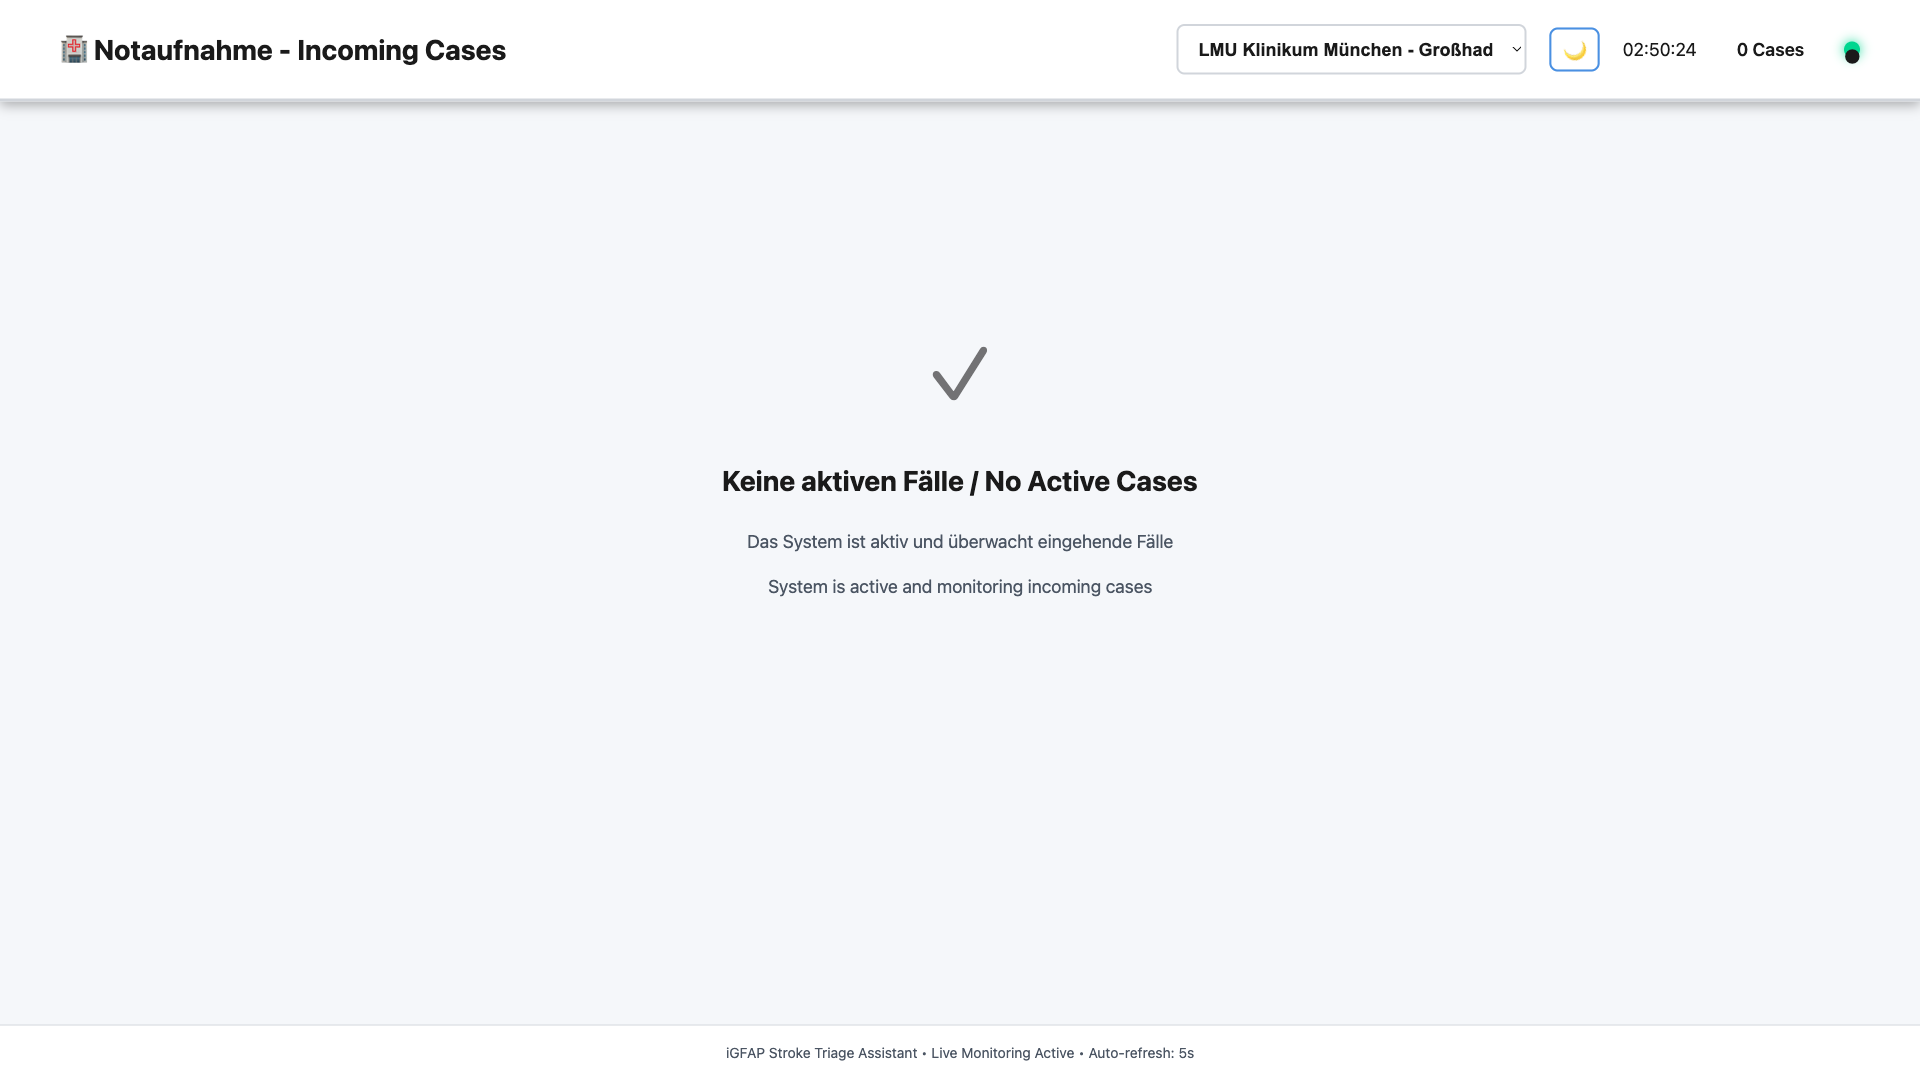 Notaufnahme - Incoming Cases
LMU Klinikum München - Großhad
02:50:24
0 Cases
Keine aktiven Fälle / No Active Cases
Das System ist aktiv und überwacht eingehende Fälle
System is active and monitoring incoming cases
iGFAP Stroke Triage Assistant • Live Monitoring Active • Auto-refresh: 5s